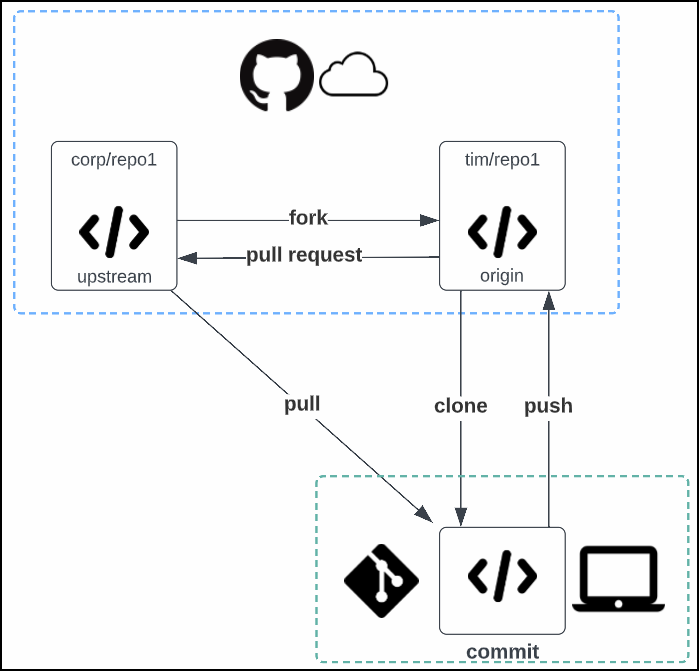 corp/repo1
tim/repo1
fork
pull request
upstream
origin
pull
clone
push
commit